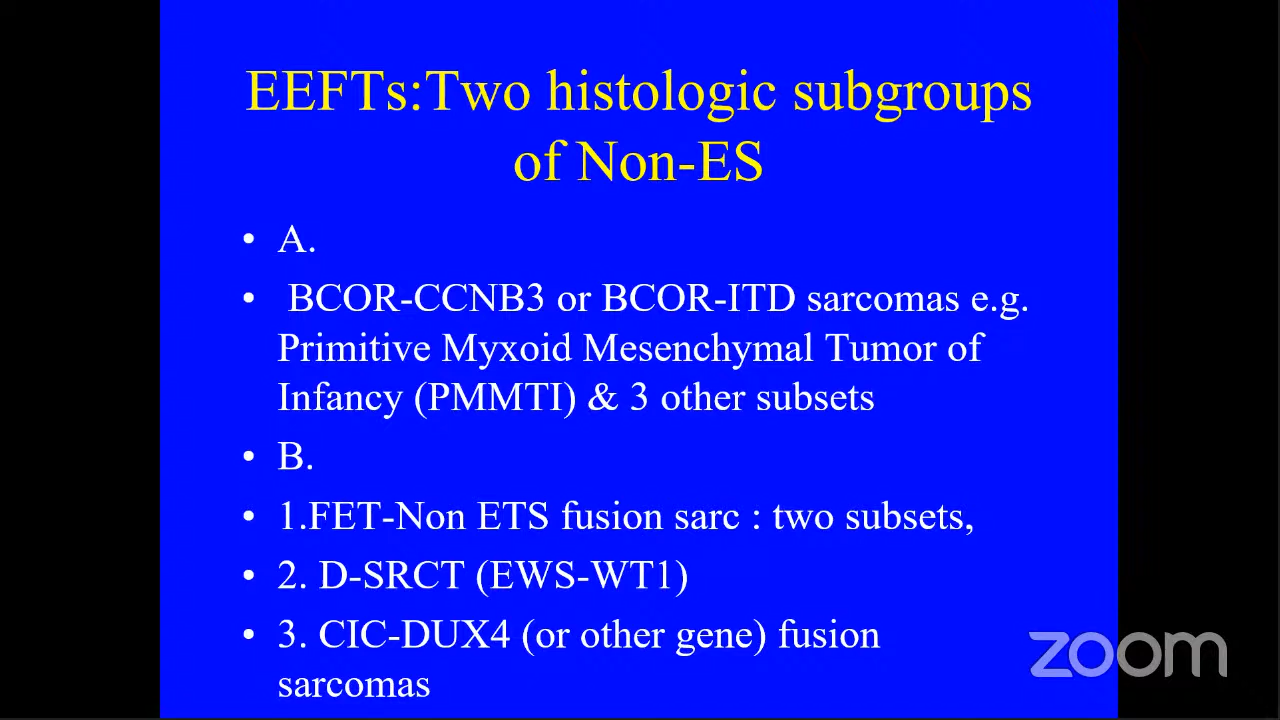 EEFTs:Two histologic subgroups
of Non-ES
• A.
• BCOR-CCNB3 or BCOR-ITD sarcomas e.g.
Primitive Myxoid Mesenchymal Tumor of
Infancy (PMMTI) & 3 other subsets
• B.
• 1.FET-Non ETS fusion sarc : two subsets,
• 2. D-SRCT (EWS-WT1)
• 3. CIC-DUX4 (or other gene) fusion
sarcomas
zoom